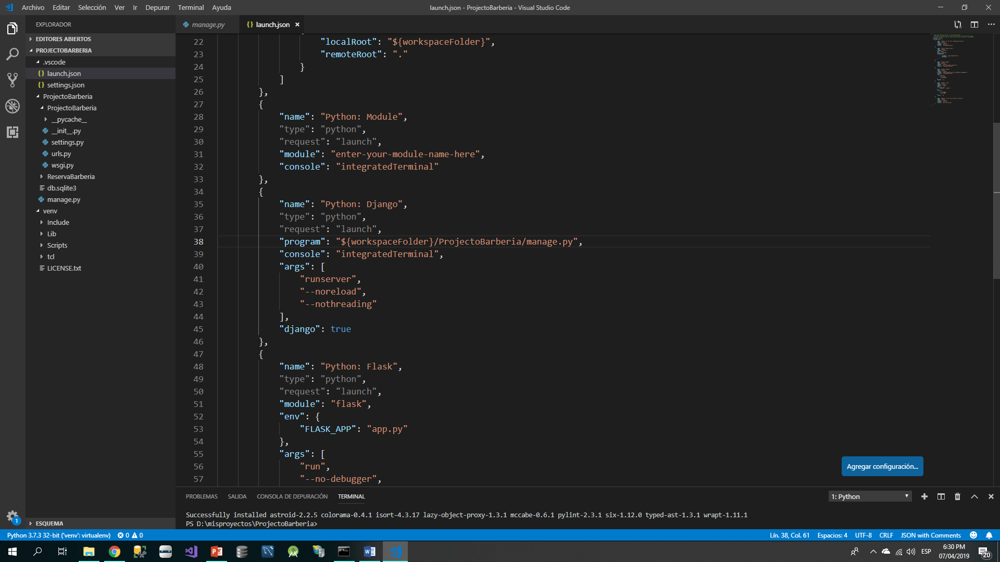 Archivo Editar Selección Ver Ir Depurar Terminal Ayuda
launch.json - ProjectoBarberia - Visual Studio Code
EXPLORADOR
EDITORES ABIERTOS
PROJECTOBARBERIA
.vscode
{} launch.json
{} settings.json
ProjectoBarberia
ProjectoBarberia
__pycache__
__init__.py
settings.py
urls.py
wsgi.py
ReservaBarberia
db.sqlite3
manage.py
venv
Include
Lib
Scripts
tcl
LICENSE.txt
ESQUEMA
manage.py
{} launch.json
22 "localRoot": "${workspaceFolder}",
23 "remoteRoot": "."
24 }
25 ]
26 },
27 {
28 "name": "Python: Module",
29 "type": "python",
30 "request": "launch",
31 "module": "enter-your-module-name-here",
32 "console": "integratedTerminal"
33 },
34 {
35 "name": "Python: Django",
36 "type": "python",
37 "request": "launch",
38 "program": "${workspaceFolder}/ProjectoBarberia/manage.py",
39 "console": "integratedTerminal",
40 "args": [
41 "runserver",
42 "--noreload",
43 "--nothreading"
44 ],
45 "django": true
46 },
47 {
48 "name": "Python: Flask",
49 "type": "python",
50 "request": "launch",
51 "module": "flask",
52 "env": {
53 "FLASK_APP": "app.py"
54 },
55 "args": [
56 "run",
57 "--no-debugger",
Agregar configuración...
PROBLEMAS SALIDA CONSOLA DE DEPURACIÓN TERMINAL
1: Python
Successfully installed astroid-2.2.5 colorama-0.4.1 isort-4.3.17 lazy-object-proxy-1.3.1 mccabe-0.6.1 pylint-2.3.1 six-1.12.0 typed-ast-1.3.1 wrapt-1.11.1
PS D:\misproyectos\ProjectoBarberia>
1
Python 3.7.3 32-bit ('venv': virtualenv) 0 0
Lín. 38, Col. 61 Espacios: 4 UTF-8 CRLF JSON with Comments
ESP
6:30 PM
07/04/2019
20